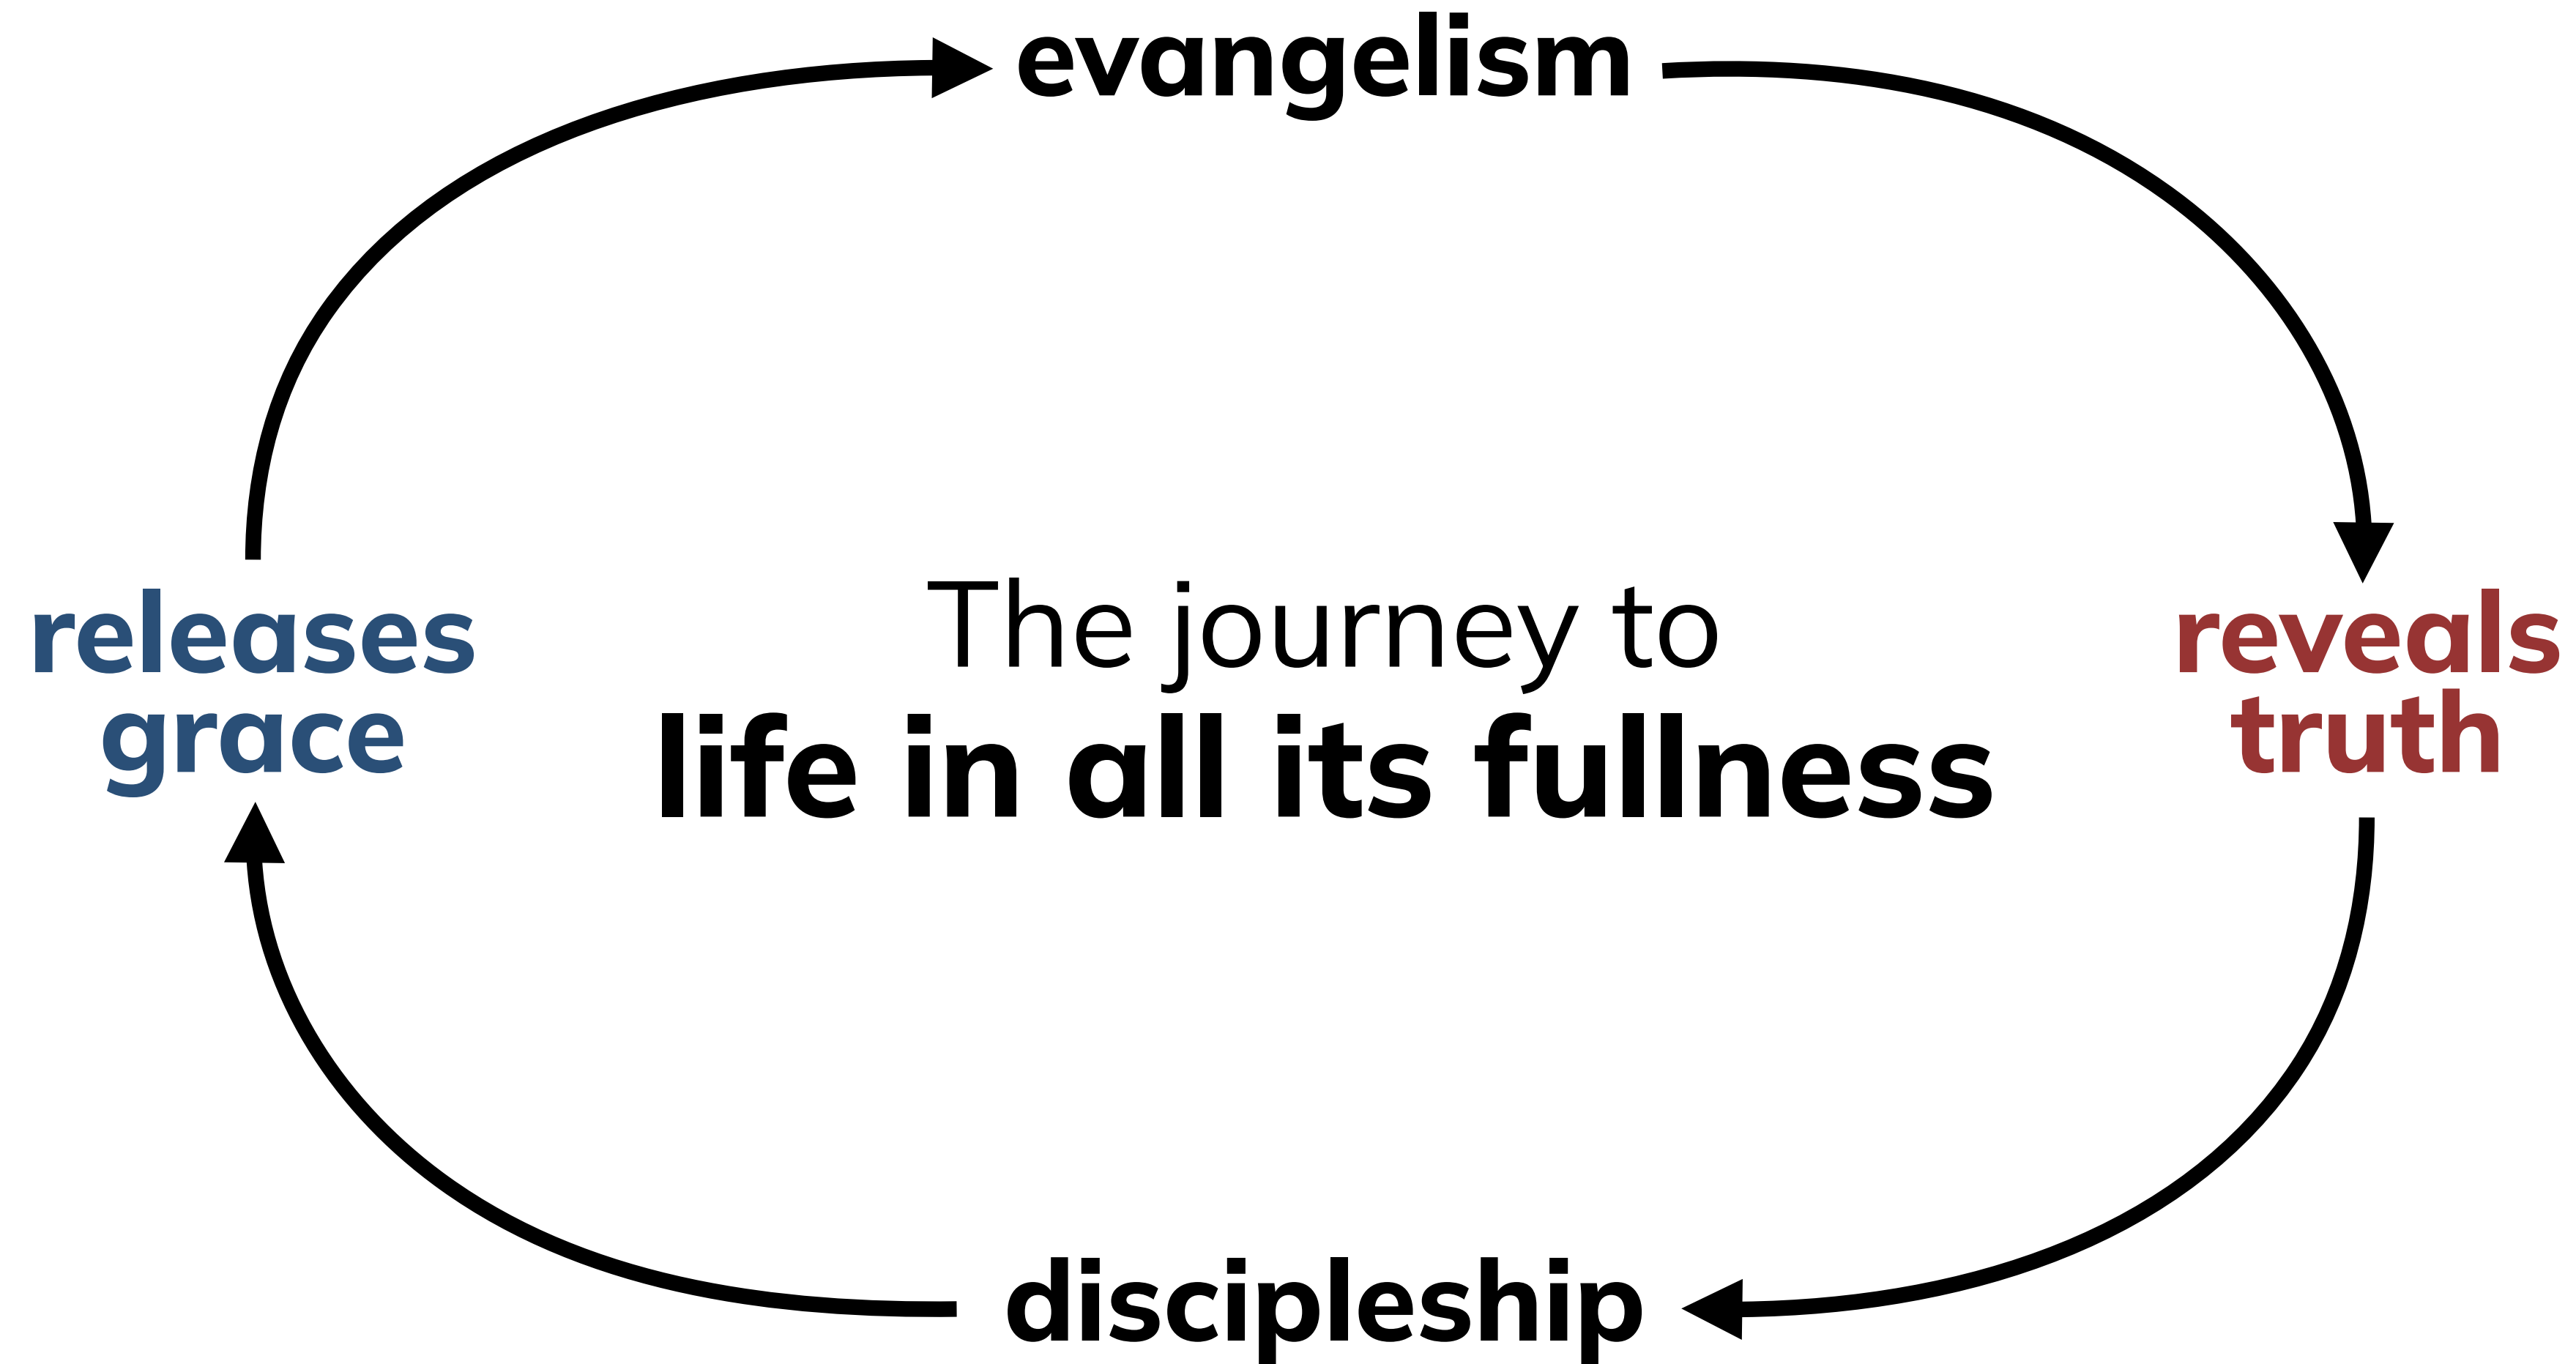 evangelism
releases
grace
The journey to
life in all its fullness
reveals
truth
discipleship